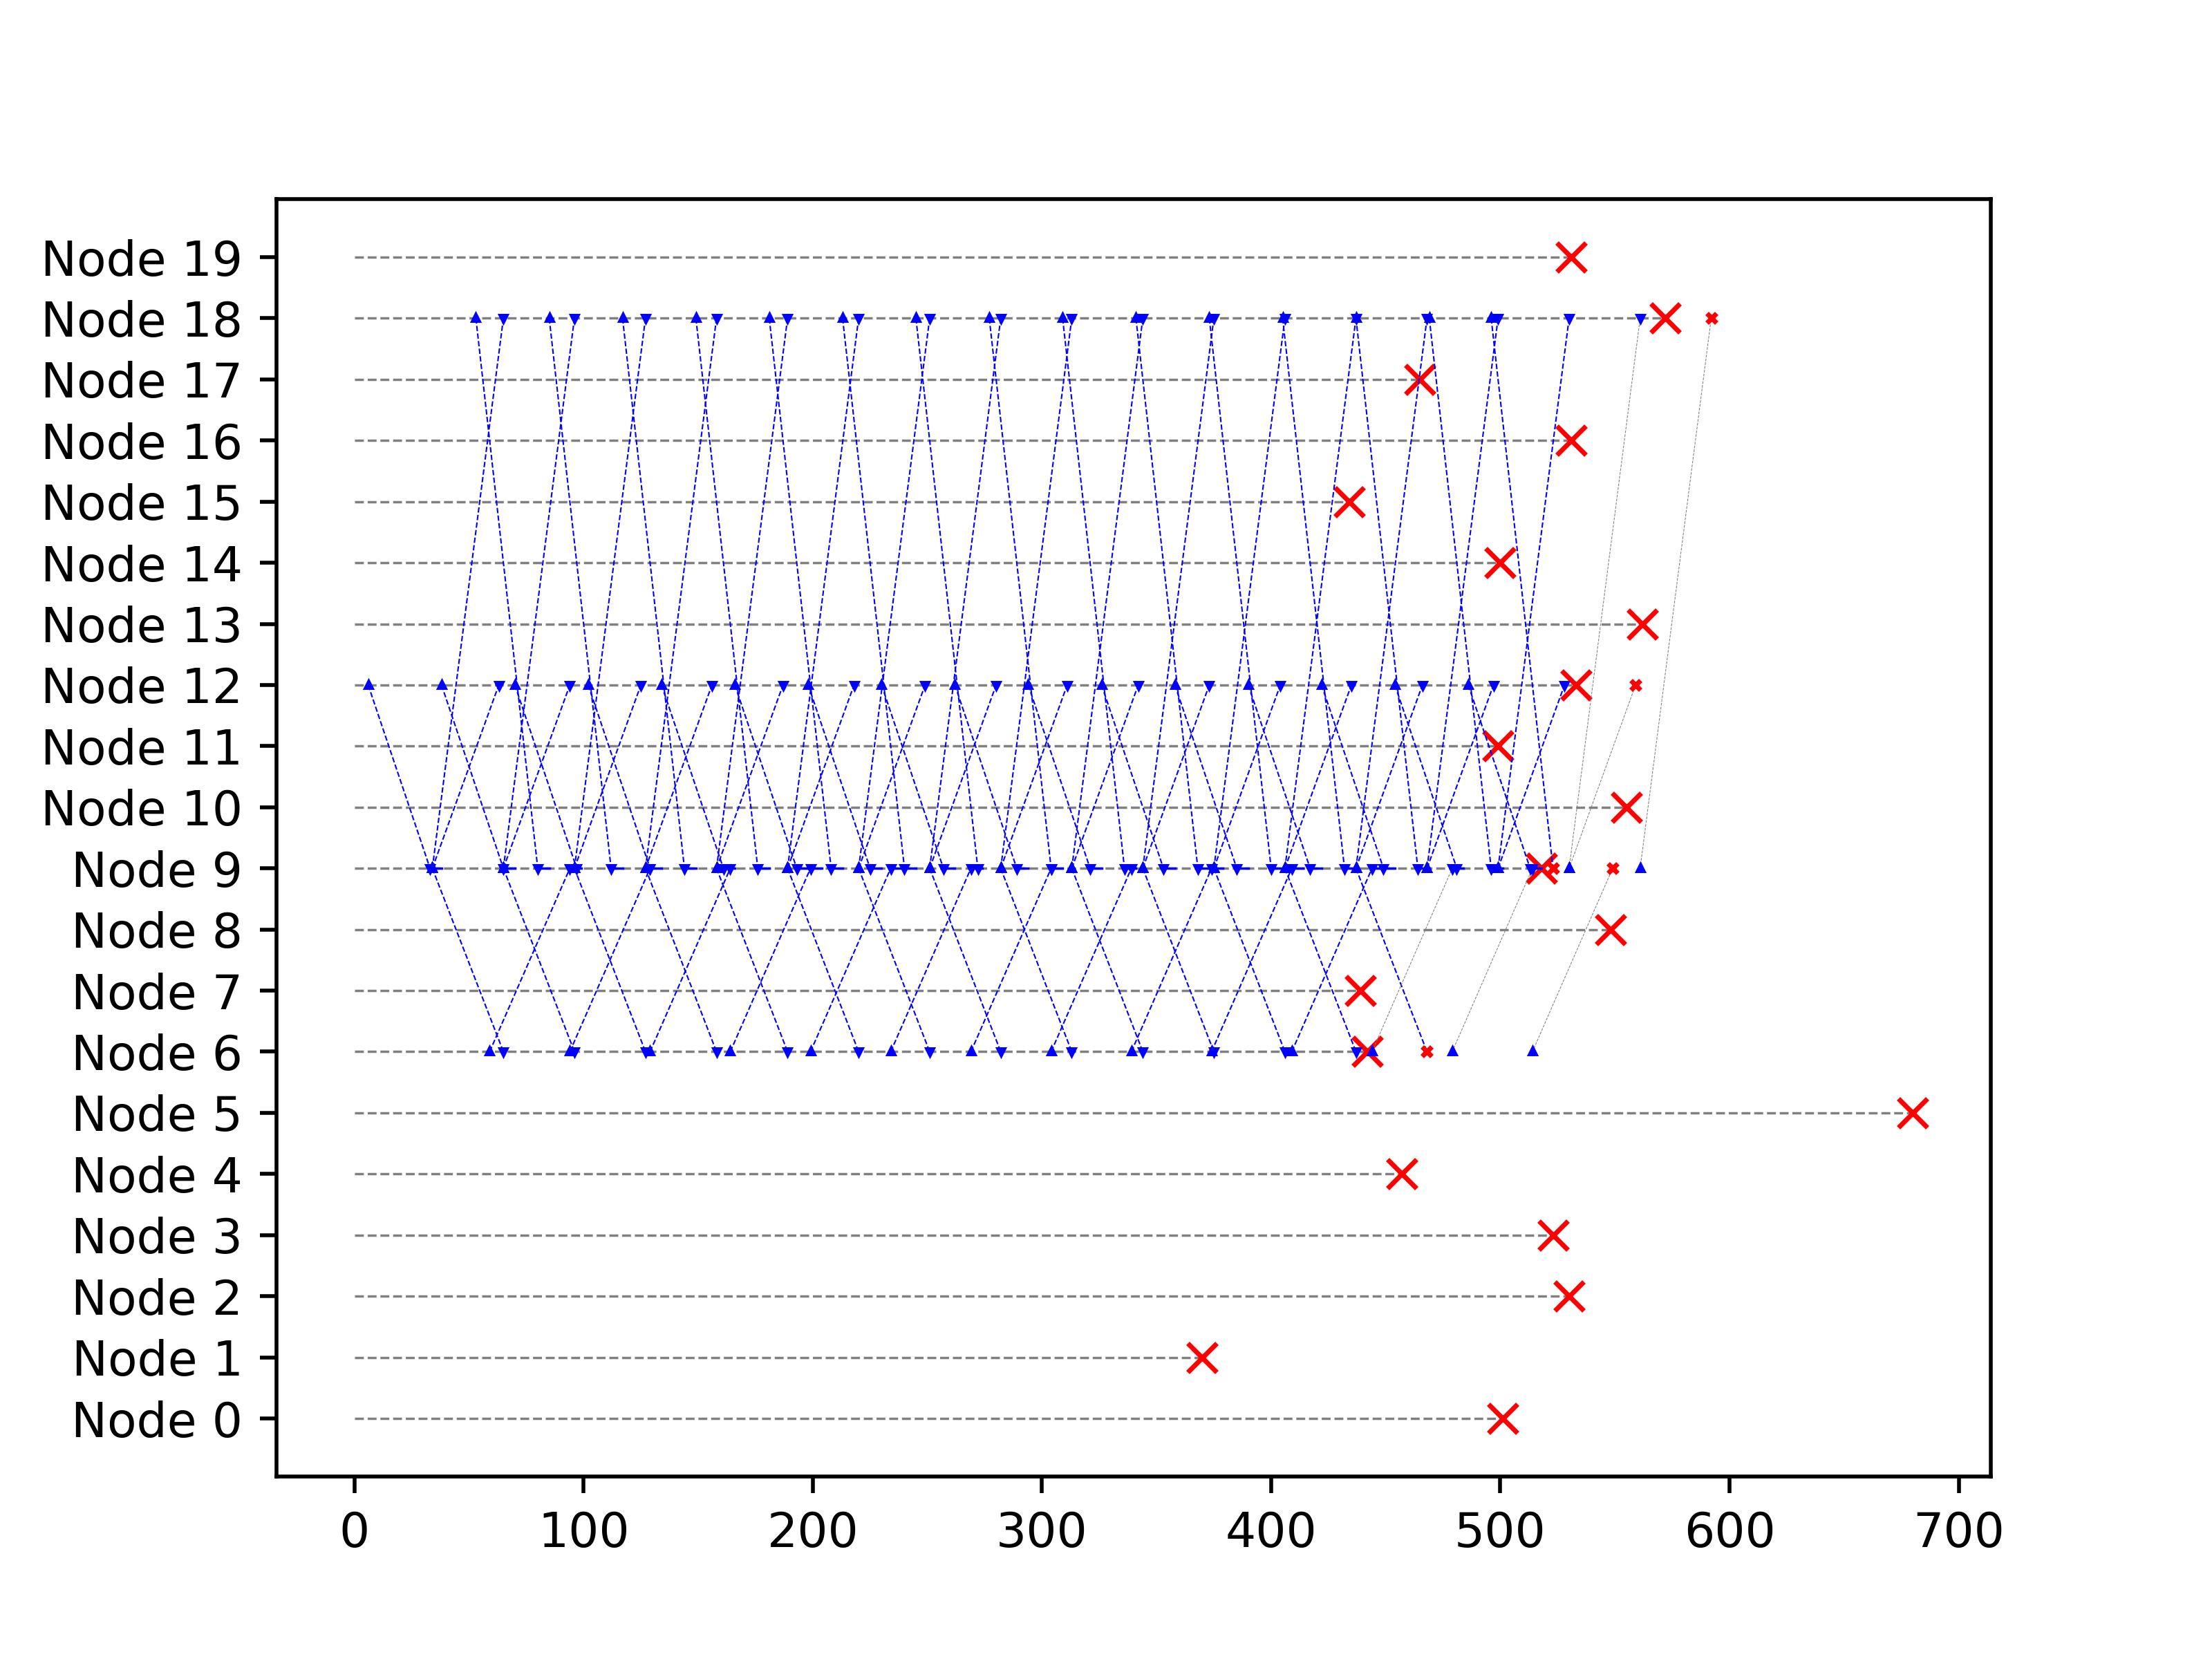 Node 19
Node 18
Node 17
Node 16
Node 15
Node 14
Node 13
Node 12
Node 11
Node 10
Node 9
Node 8
Node 7
Node 6
Node 5
Node 4
Node 3
Node 2
Node 1
Node 0
0 100 200 300 400 500 600 700